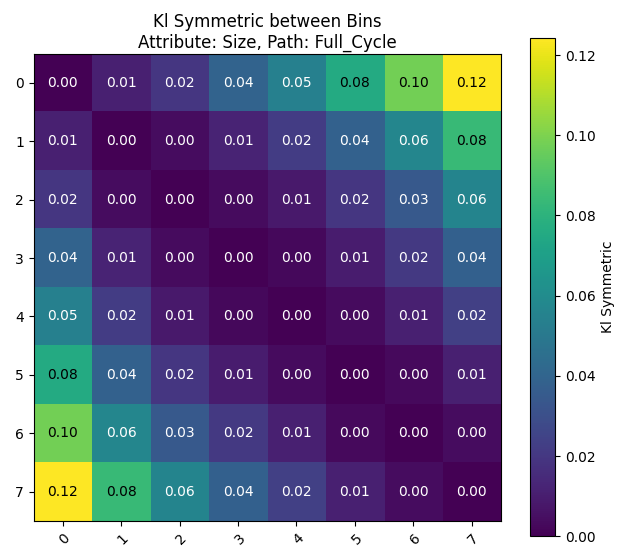 Kl Symmetric between Bins
Attribute: Size, Path: Full_Cycle
0 0.00 0.01 0.02 0.04 0.05 0.08 0.10 0.12
1 0.01 0.00 0.00 0.01 0.02 0.04 0.06 0.08
2 0.02 0.00 0.00 0.00 0.01 0.02 0.03 0.06
3 0.04 0.01 0.00 0.00 0.00 0.01 0.02 0.04
4 0.05 0.02 0.01 0.00 0.00 0.00 0.01 0.02
5 0.08 0.04 0.02 0.01 0.00 0.00 0.00 0.01
6 0.10 0.06 0.03 0.02 0.01 0.00 0.00 0.00
7 0.12 0.08 0.06 0.04 0.02 0.01 0.00 0.00
0 1 2 3 4 5 6 7
0.12
0.10
0.08
0.06
0.04
0.02
0.00
Kl Symmetric